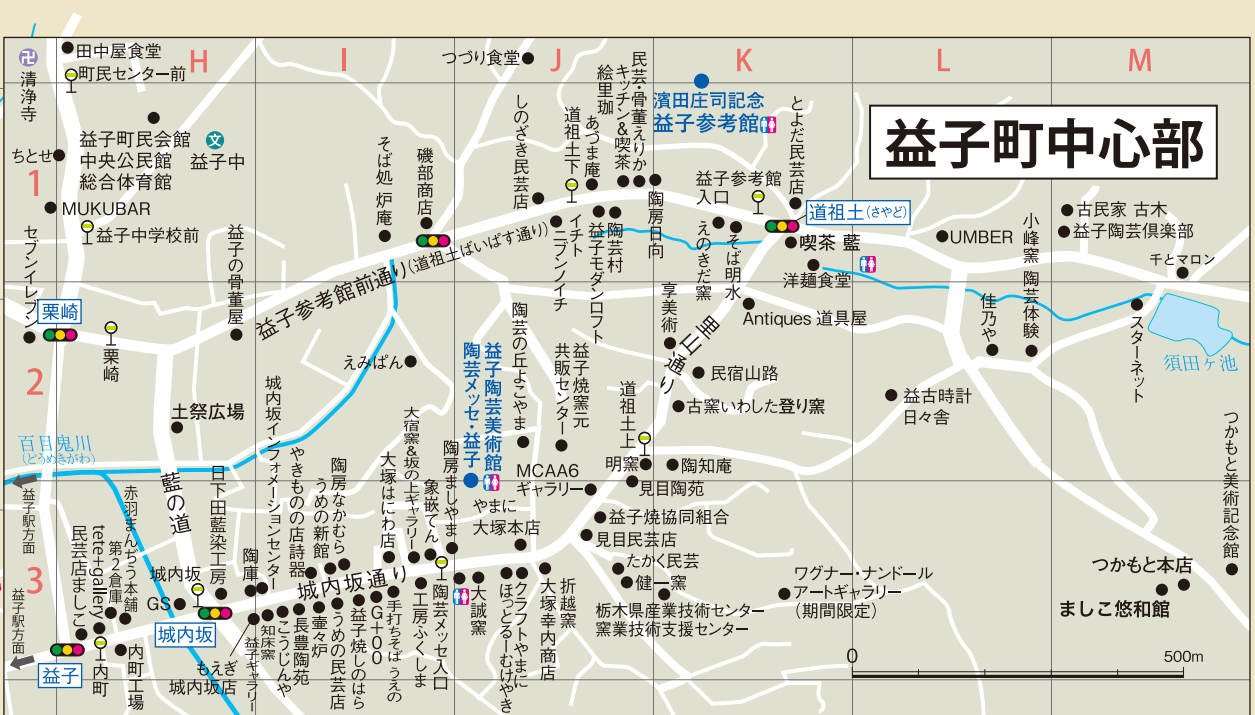 益子町中心部
H
I
J
K
L
M
1
2
3
清浄寺
田中屋食堂
町民センター前
益子町民会館
中央公民館
総合体育館
文
益子中
ちとせ
MUKUBAR
益子中学校前
セブンイレブン
栗崎
栗崎
益子の骨董屋
土祭広場
百目鬼川
(とうめきがわ)
益子駅方面
益子駅方面
藍の道
つづり食堂
そば処 炉庵
磯部商店
しのざき民芸店
道祖土下
あづま庵
絵里珈
キッチン&喫茶
民芸・骨董えりか
濱田庄司記念
益子参考館
とよだ民芸店
益子参考館
入口
道祖土(さやど)
イチトニブンノイチ
益子モダンロフト
陶芸村
陶房日向
えのきだ窯
そば明水
喫茶 藍
洋麺食堂
益子参考館前通り(道祖土ばいぱす通り)
UMBER
小峰窯 陶芸体験
古民家 古木
益子陶芸倶楽部
千とマロン
佳乃や
スターネット
須田ヶ池
享美術
Antiques 道具屋
里山通り
民宿山路
古窯いわした登り窯
益古時計
日々舎
えみぱん
陶芸メッセ・益子
益子陶芸美術館
陶芸の丘よこやま
共販センター
益子焼窯元
道祖土上
明窯
陶知庵
見目陶苑
MCAA6
ギャラリー
益子焼協同組合
見目民芸店
たかく民芸
健一窯
栃木県産業技術センター
窯業技術支援センター
ワグナー・ナンドール
アートギャラリー
(期間限定)
つかもと美術記念館
つかもと本店
ましこ悠和館
城内坂インフォメーションセンター
やきものの店詩器
うめの新館
陶房なかむら
大塚はにわ店
大宿窯&坂の上ギャラリー
象嵌てん
陶房ましやま
やまに
大塚本店
日下田藍染工房
陶庫
城内坂
GS
城内坂
城内坂通り
赤羽まんぢう本舗
第2倉庫
tete+gallery
民芸店ましこ
益子
内町
内町工場
もえぎ
城内坂店
益子ギャラリー
知床窯
こうじんや
長豊陶苑
壷々炉
うめの民芸店
益子焼しのはら
G+00
手打ちそば うえの
工房ふくしま
陶芸メッセ入口
大誠窯
ほっとるーむけやき
クラフトやまに
大塚幸内商店
折越窯
0
500m